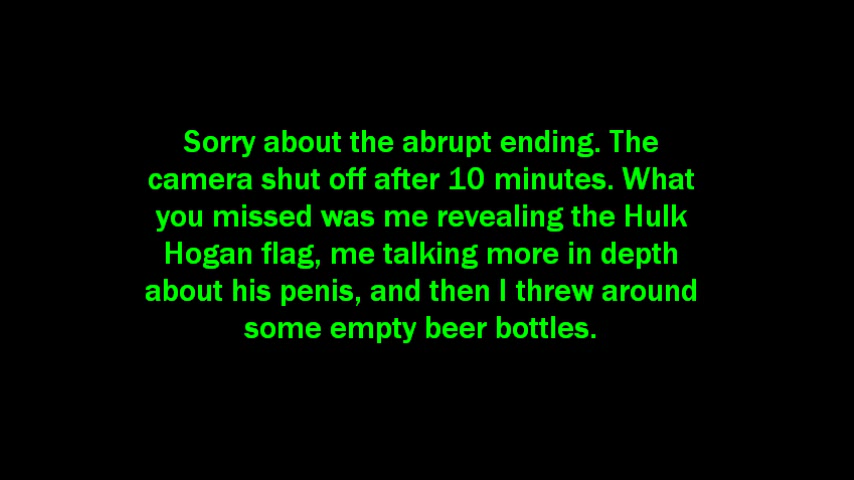 Sorry about the abrupt ending. The
camera shut off after 10 minutes. What
you missed was me revealing the Hulk
Hogan flag, me talking more in depth
about his penis, and then I threw around
some empty beer bottles.